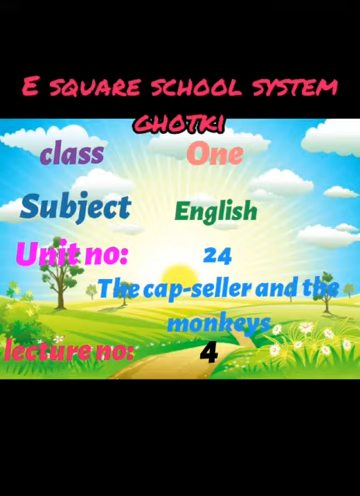 E SQUARE SCHOOL SYSTEM
GHOTKI
class One
Subject English
Unit no: 24
The cap-seller and the
monkeys
lecture no: 4